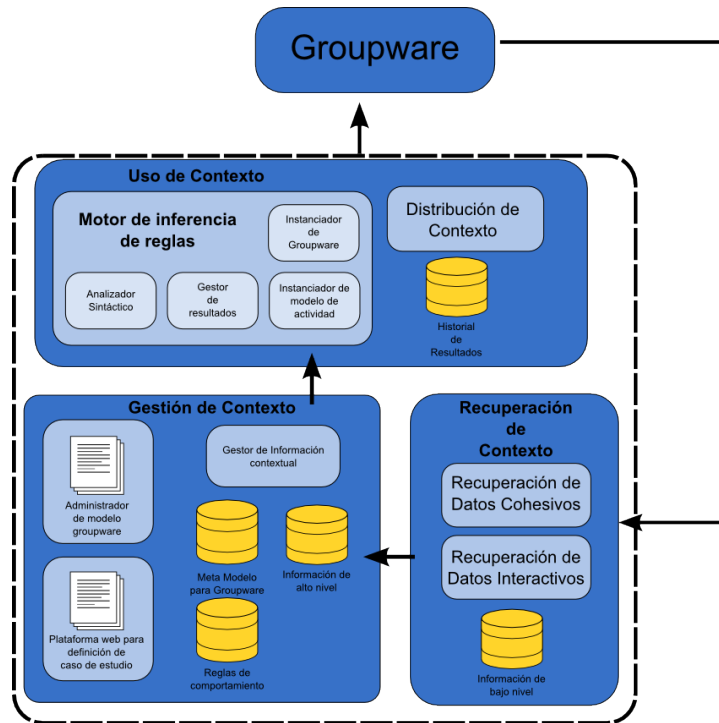 Groupware
Uso de Contexto
Motor de inferencia
de reglas
Instanciador
de
Groupware
Analizador
Sintáctico
Gestor
de
resultados
Instanciador de
modelo de
actividad
Distribución de
Contexto
Historial
de
Resultados
Gestión de Contexto
Administrador
de modelo
groupware
Gestor de Información
contextual
Meta Modelo
para Groupware
Información de
alto nivel
Plataforma web para
definición de
caso de estudio
Reglas de
comportamiento
Recuperación
de
Contexto
Recuperación de
Datos Cohesivos
Recuperación de
Datos Interactivos
Información de
bajo nivel